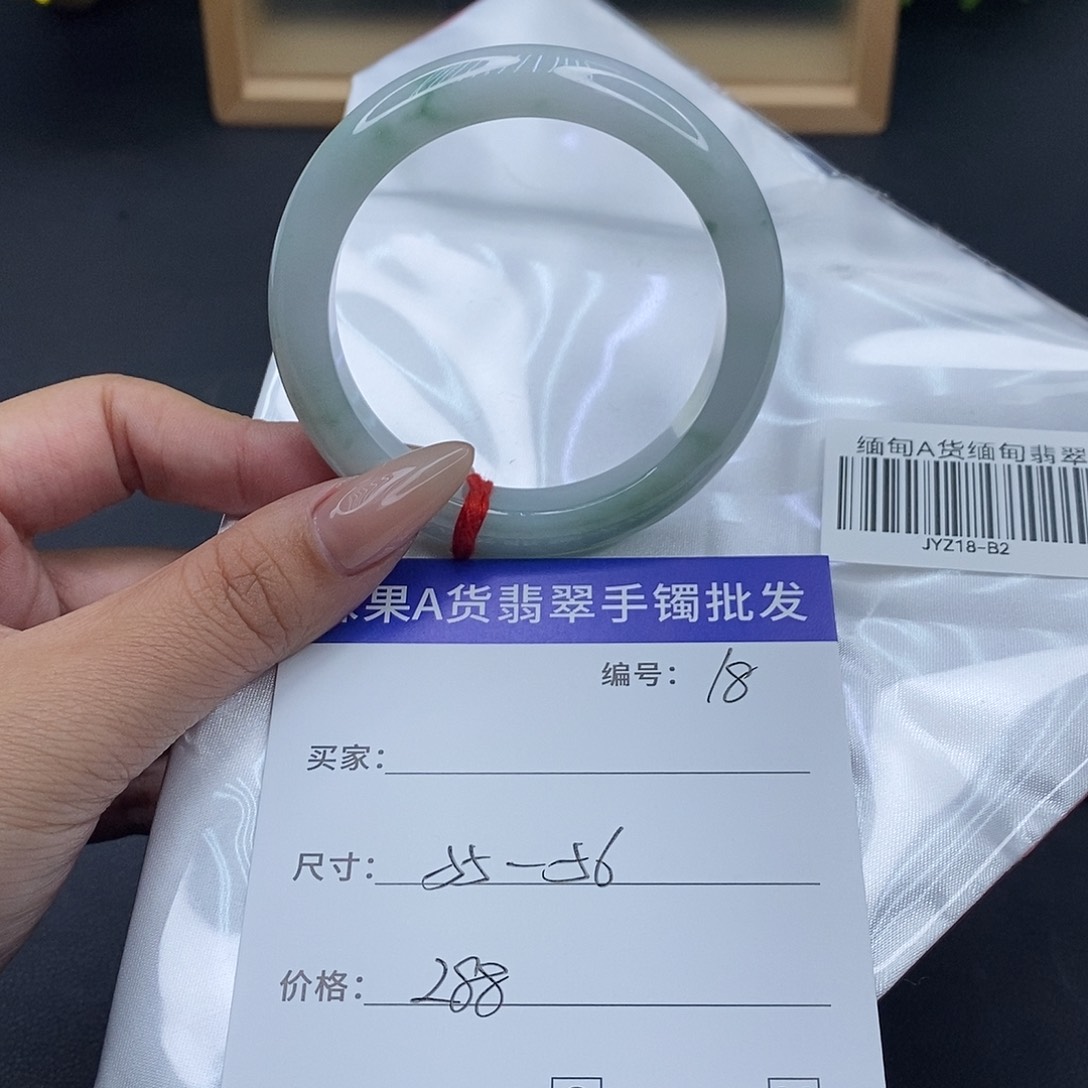 缅甸A货缅甸翡翠
JYZ18-B2
果A货翡翠手镯批发
编号：18
买家：
尺寸：55-56
价格：288